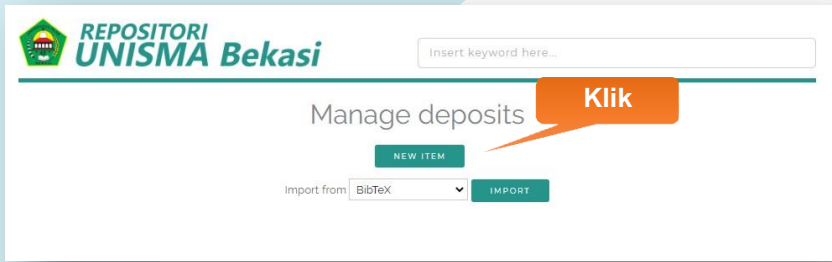 REPOSITORI
UNISMA Bekasi
Insert keyword here...
Klik
Manage deposits
NEW ITEM
Import from BibTeX IMPORT